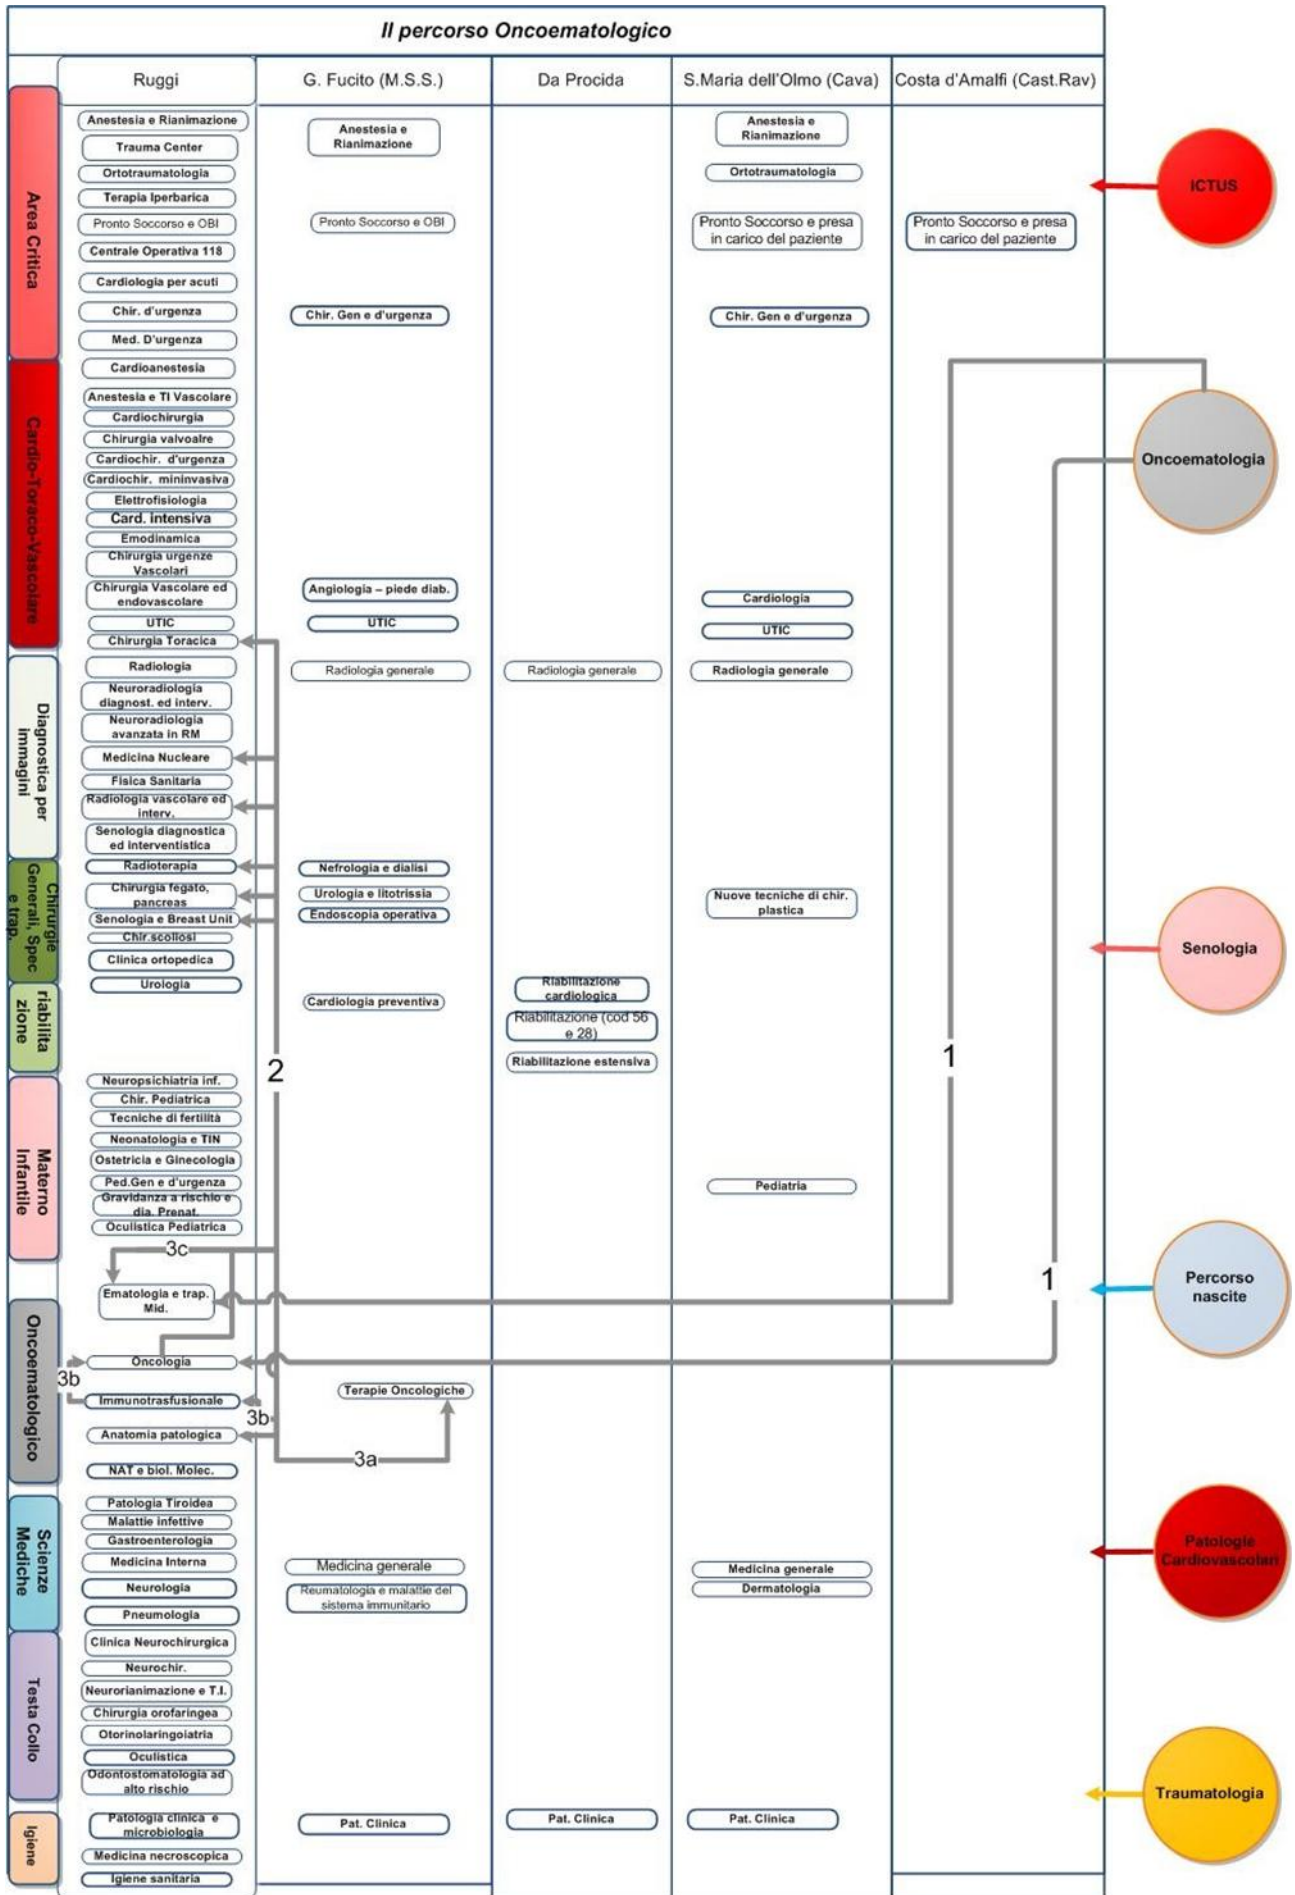 Il percorso Oncoematologico
Ruggi
G. Fucito (M.S.S.)
Da Procida
S.Maria dell'Olmo (Cava)
Costa d'Amalfi (Cast.Rav)
Area Critica
Anestesia e Rianimazione
Trauma Center
Ortotraumatologia
Terapia Iperbarica
Pronto Soccorso e OBI
Centrale Operativa 118
Cardiologia per acuti
Chir. d'urgenza
Med. D'urgenza
Anestesia e
Rianimazione
Pronto Soccorso e OBI
Chir. Gen e d'urgenza
Anestesia e
Rianimazione
Ortotraumatologia
Pronto Soccorso e presa
in carico del paziente
Chir. Gen e d'urgenza
Pronto Soccorso e presa
in carico del paziente
Cardio-Toraco-Vascolare
Cardioanestesia
Anestesia e TI Vascolare
Cardiochirurgia
Chirurgia valvoalre
Cardiochir. d'urgenza
Cardiochir. mininvasiva
Elettrofisiologia
Card. intensiva
Emodinamica
Chirurgia urgenze
Vascolari
Chirurgia Vascolare ed
endovascolare
UTIC
Chirurgia Toracica
Angiologia – piede diab.
UTIC
Cardiologia
UTIC
Diagnostica per
immagini
Radiologia
Neuroradiologia
diagnost. ed interv.
Neuroradiologia
avanzata in RM
Medicina Nucleare
Fisica Sanitaria
Radiologia vascolare ed
interv.
Senologia diagnostica
ed interventistica
Radiologia generale
Radiologia generale
Radiologia generale
Chirurgie
Generali, Spec
e trap.
Radioterapia
Chirurgia fegato,
pancreas
Senologia e Breast Unit
Chir.scoliosi
Clinica ortopedica
Urologia
Nefrologia e dialisi
Urologia e litotrissia
Endoscopia operativa
Nuove tecniche di chir.
plastica
riabilita
zione
Cardiologia preventiva
Riabilitazione
cardiologica
Riabilitazione (cod 56
e 28)
Riabilitazione estensiva
2
1
1
Materno
Infantile
Neuropsichiatria inf.
Chir. Pediatrica
Tecniche di fertilità
Neonatologia e TIN
Ostetricia e Ginecologia
Ped.Gen e d'urgenza
Gravidanza a rischio e
dia. Prenat.
Oculistica Pediatrica
Pediatria
3c
Oncoematologico
Ematologia e trap.
Mid.
Oncologia
3b
Immunotrasfusionale
3b
Anatomia patologica
NAT e biol. Molec.
Terapie Oncologiche
3a
Scienze
Mediche
Patologia Tiroidea
Malattie infettive
Gastroenterologia
Medicina Interna
Neurologia
Pneumologia
Medicina generale
Reumatologia e malattie del
sistema immunitario
Medicina generale
Dermatologia
Testa Collo
Clinica Neurochirurgica
Neurochir.
Neurorianimazione e T.I.
Chirurgia orofaringea
Otorinolaringoiatria
Oculistica
Odontostomatologia ad
alto rischio
Igiene
Patologia clinica e
microbiologia
Medicina necroscopica
Igiene sanitaria
Pat. Clinica
Pat. Clinica
Pat. Clinica
ICTUS
Oncoematologia
Senologia
Percorso
nascite
Patologie
Cardiovascolari
Traumatologia